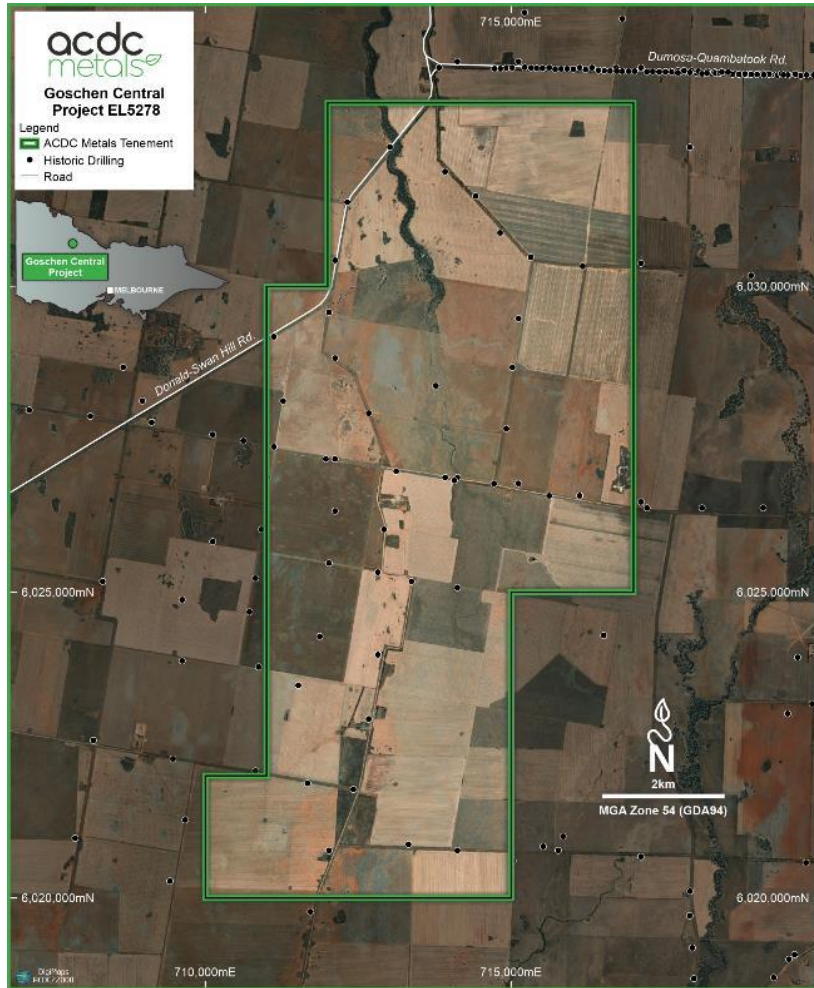 acdc
metals
Goschen Central
Project EL5278
Legend
ACDC Metals Tenement
Historic Drilling
Road
Goschen Central
Project
MELBOURNE
715,000mE
Dumosa-Quambatook Rd.
6,030,000mN
Donald-Swan Hill Rd.
6,025,000mN
6,025,000mN
N
2km
MGA Zone 54 (GDA94)
6,020,000mN
6,020,000mN
710,000mE
715,000mE
DigiMaps